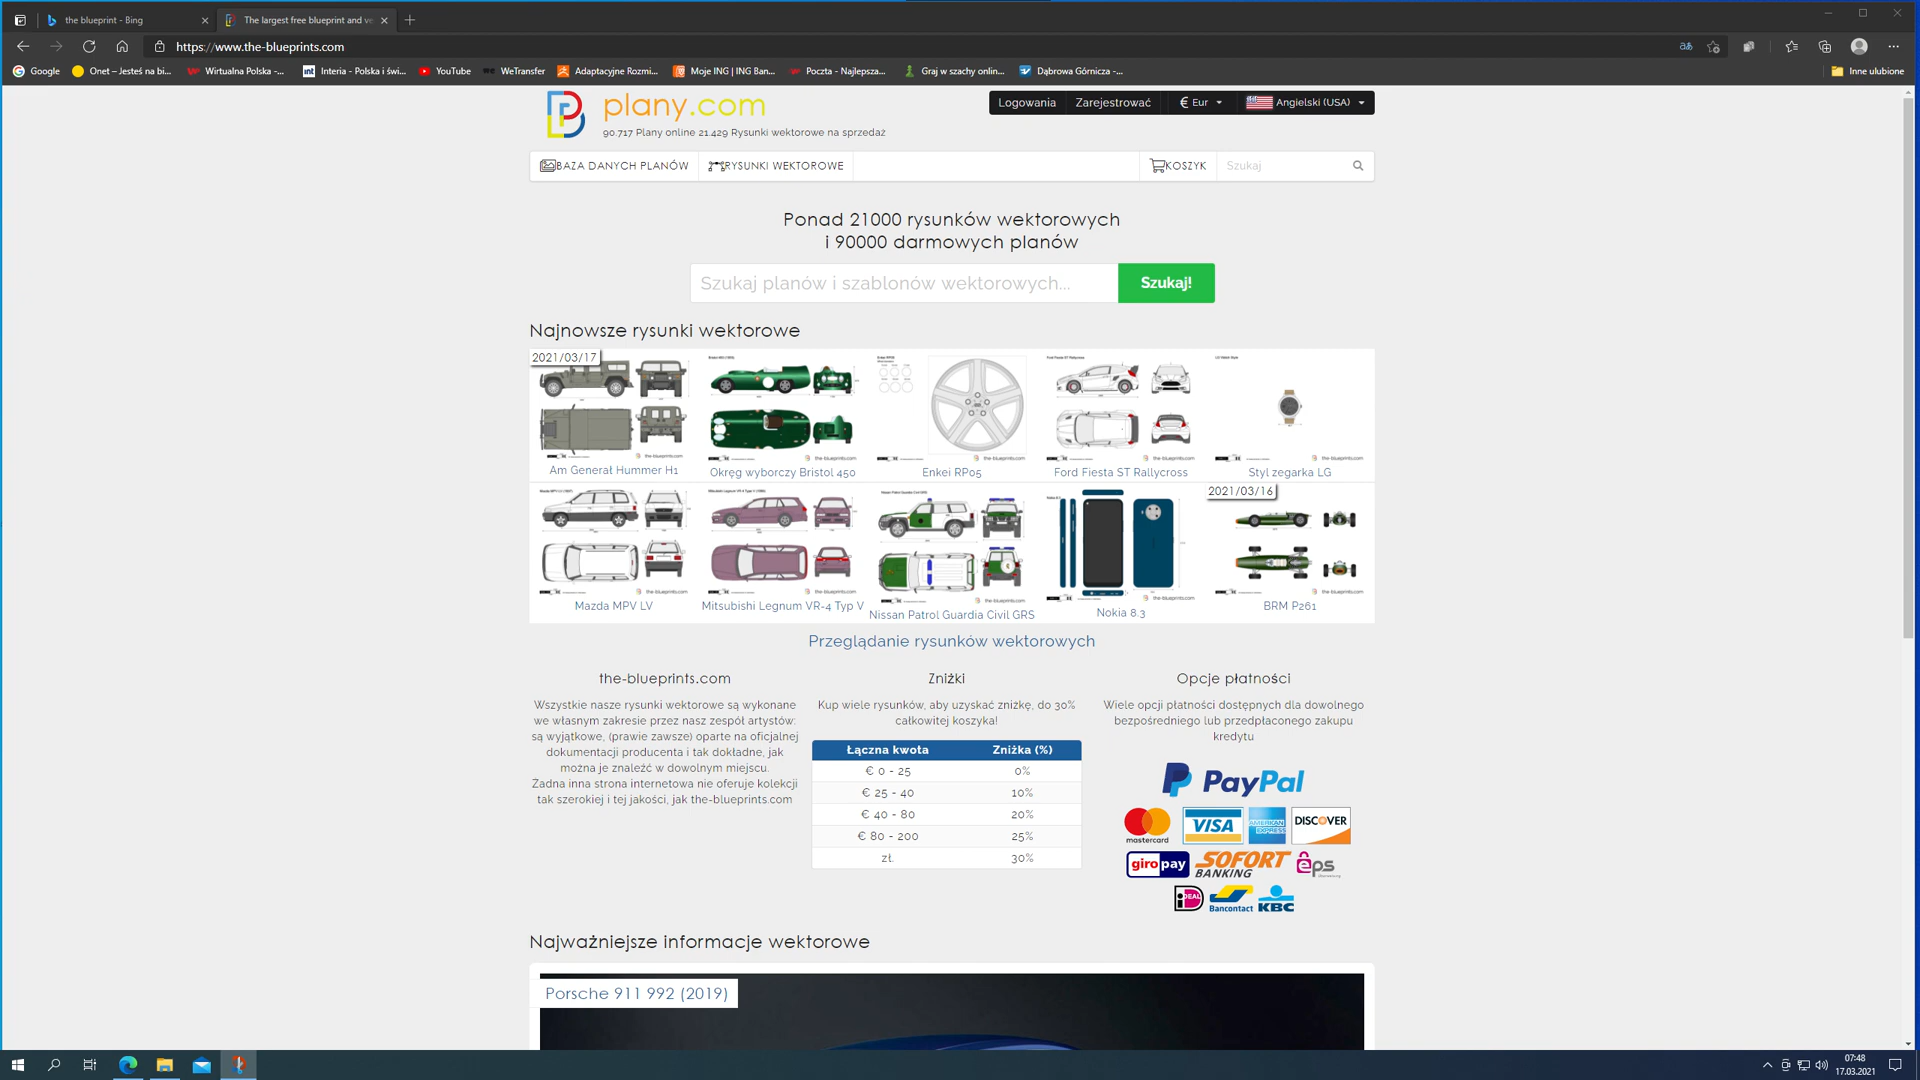 the blueprint - Bing
The largest free blueprint and ve
https://www.the-blueprints.com
Google
Onet – Jesteś na bi...
Wirtualna Polska -...
Interia - Polska i świ...
YouTube
WeTransfer
Adaptacyjne Rozmi...
Moje ING | ING Ban...
Poczta - Najlepsza...
Graj w szachy onlin...
Dąbrowa Górnicza -...
Inne ulubione
plany.com
90.717 Plany online 21.429 Rysunki wektorowe na sprzedaż
Logowania
Zarejestrować
€ Eur
Angielski (USA)
BAZA DANYCH PLANÓW
RYSUNKI WEKTOROWE
KOSZYK
Szukaj
Ponad 21000 rysunków wektorowych
i 90000 darmowych planów
Szukaj planów i szablonów wektorowych...
Szukaj!
Najnowsze rysunki wektorowe
2021/03/17
Am Generał Hummer H1
Okręg wyborczy Bristol 450
Enkei RP05
Ford Fiesta ST Rallycross
Styl zegarka LG
2021/03/16
Mazda MPV LV
Mitsubishi Legnum VR-4 Typ V
Nissan Patrol Guardia Civil GRS
Nokia 8.3
BRM P261
Przeglądanie rysunków wektorowych
the-blueprints.com
Wszystkie nasze rysunki wektorowe są wykonane
we własnym zakresie przez nasz zespół artystów:
są wyjątkowe, (prawie zawsze) oparte na oficjalnej
dokumentacji producenta i tak dokładne, jak
można je znaleźć w dowolnym miejscu.
Żadna inna strona internetowa nie oferuje kolekcji
tak szerokiej i tej jakości, jak the-blueprints.com
Zniżki
Kup wiele rysunków, aby uzyskać zniżkę, do 30%
całkowitej koszyka!
Łączna kwota Zniżka (%)
€ 0 - 25 0%
€ 25 - 40 10%
€ 40 - 80 20%
€ 80 - 200 25%
zł. 30%
Opcje płatności
Wiele opcji płatności dostępnych dla dowolnego
bezpośredniego lub przedpłaconego zakupu
kredytu
PayPal
mastercard
VISA
AMERICAN EXPRESS
DISCOVER
giropay
SOFORT BANKING
eps
iDEAL
Bancontact
KBC
Najważniejsze informacje wektorowe
Porsche 911 992 (2019)
07:48
17.03.2021